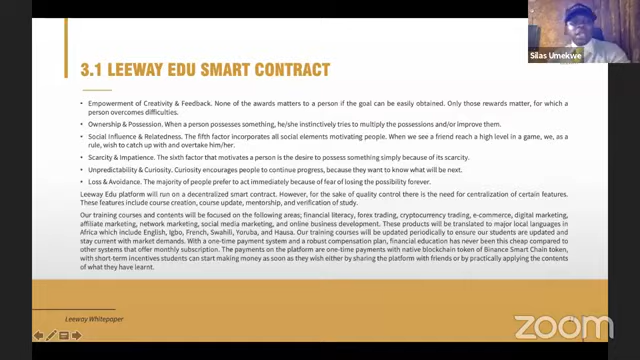 Silas Umekwe
3.1 LEEWAY EDU SMART CONTRACT
• Empowerment of Creativity & Feedback. None of the awards matters to a person if the goal can be easily obtained. Only those rewards matter, for which a
person overcomes difficulties.
• Ownership & Possession. When a person possesses something, he/she instinctively tries to multiply the possessions and/or improve them.
• Social Influence & Relatedness. The fifth factor incorporates all social elements motivating people. When we see a friend reach a high level in a game, we, as a
rule, wish to catch up with and overtake him/her.
• Scarcity & Impatience. The sixth factor that motivates a person is the desire to possess something simply because of its scarcity.
• Unpredictability & Curiosity. Curiosity encourages people to continue progress, because they want to know what will be next.
• Loss & Avoidance. The majority of people prefer to act immediately because of fear of losing the possibility forever.
Leeway Edu platform will run on a decentralized smart contract. However, for the sake of quality control there is the need for centralization of certain features.
These features include course creation, course update, mentorship, and verification of study.
Our training courses and contents will be focused on the following areas; financial literacy, forex trading, cryptocurrency trading, e-commerce, digital marketing,
affiliate marketing, network marketing, social media marketing, and online business development. These products will be translated to major local languages in
Africa which include English, Igbo, French, Swahili, Yoruba, and Hausa. Our training courses will be updated periodically to ensure our students are updated and
stay current with market demands. With a one-time payment system and a robust compensation plan, financial education has never been this cheap compared to
other systems that offer monthly subscription. The payments on the platform are one-time payments with native blockchain token of Binance Smart Chain token,
with short-term incentives students can start making money as soon as they wish either by sharing the platform with friends or by practically applying the contents
of what they have learnt.
Leeway Whitepaper
zoom